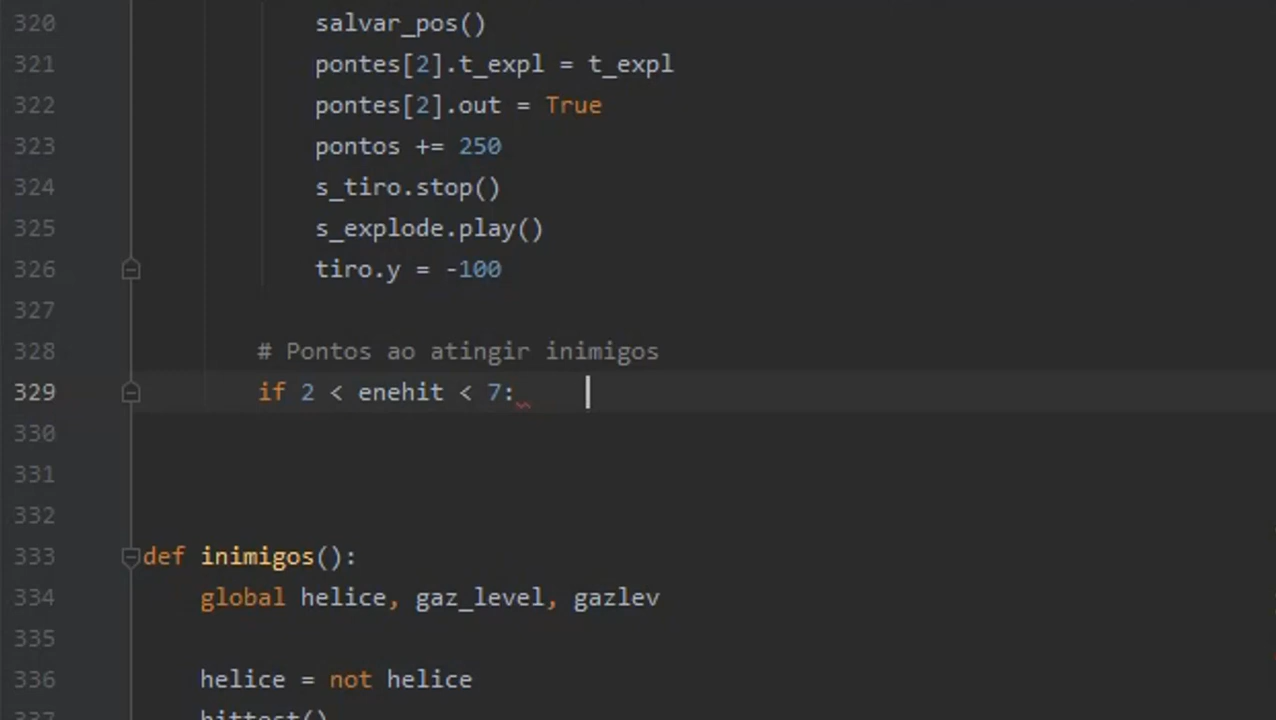 320 salvar_pos()
321 pontes[2].t_expl = t_expl
322 pontes[2].out = True
323 pontos += 250
324 s_tiro.stop()
325 s_explode.play()
326 tiro.y = -100
327
328 # Pontos ao atingir inimigos
329 if 2 < enehit < 7:
330
331
332
333 def inimigos():
334 global helice, gaz_level, gazlev
335
336 helice = not helice
337 hittest()